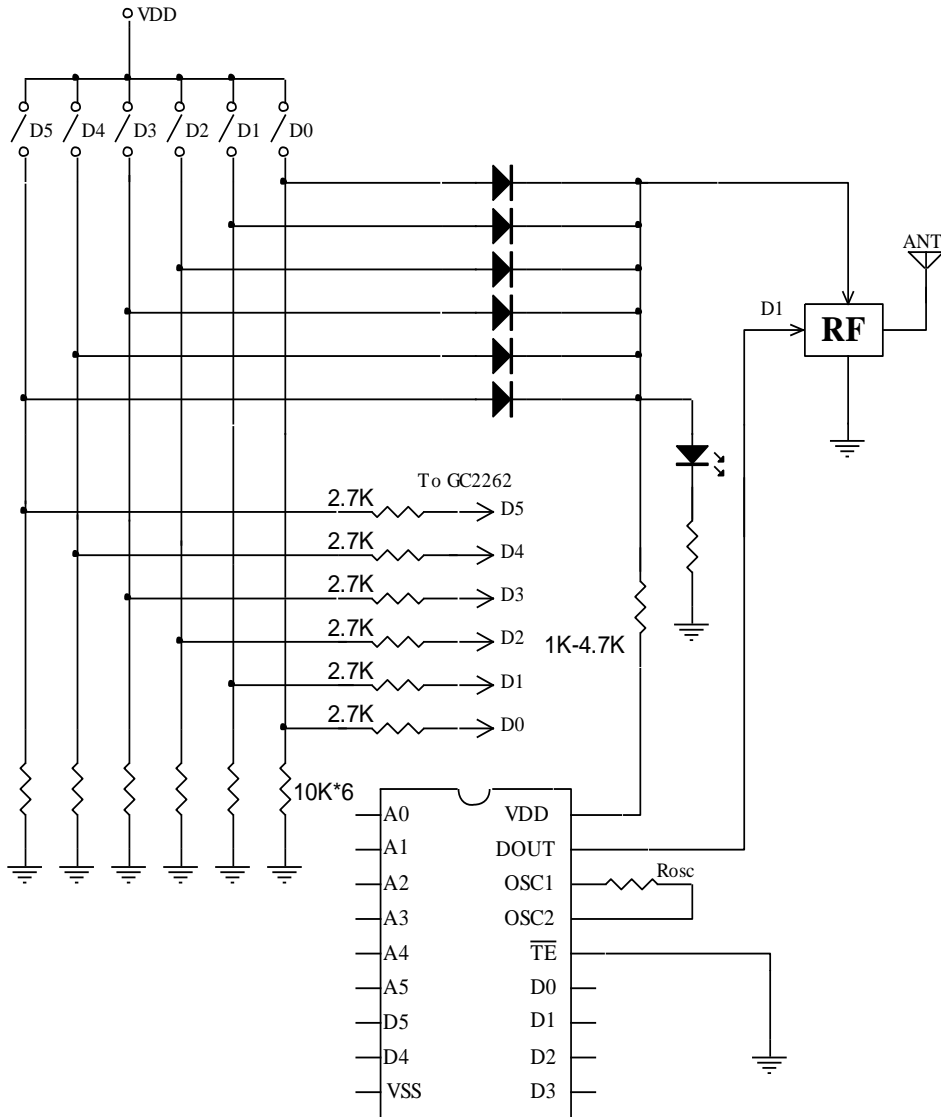 VDD
D5 D4 D3 D2 D1 D0
ANT
D1
RF
To GC2262
2.7K D5
2.7K D4
2.7K D3
2.7K D2
1K-4.7K
2.7K D1
2.7K D0
10K*6
A0 VDD
A1 DOUT
A2 OSC1 Rosc
A3 OSC2
A4 TE
A5 D0
D5 D1
D4 D2
VSS D3